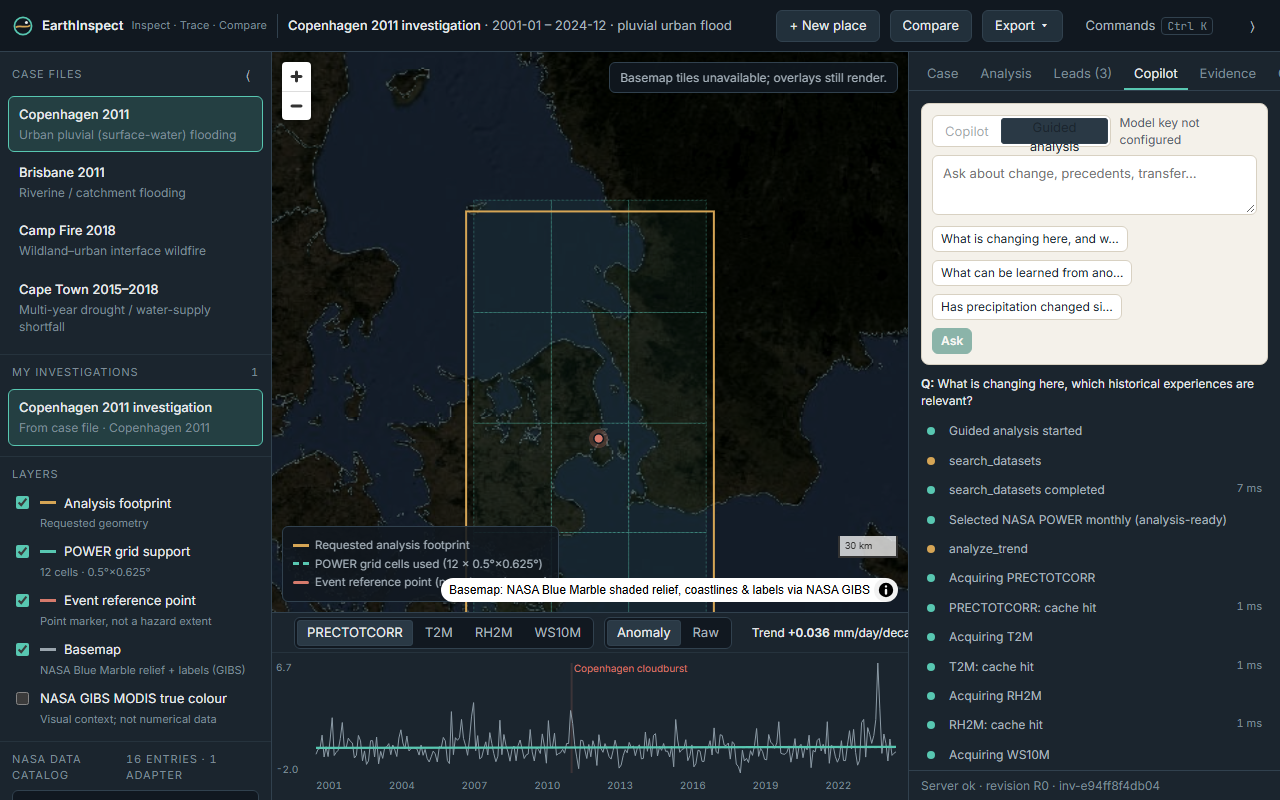 EarthInspect Inspect · Trace · Compare
Copenhagen 2011 investigation · 2001-01 – 2024-12 · pluvial urban flood
+ New place
Compare
Export
Commands Ctrl K
CASE FILES
Copenhagen 2011
Urban pluvial (surface-water) flooding
Brisbane 2011
Riverine / catchment flooding
Camp Fire 2018
Wildland–urban interface wildfire
Cape Town 2015–2018
Multi-year drought / water-supply
shortfall
MY INVESTIGATIONS 1
Copenhagen 2011 investigation
From case file · Copenhagen 2011
LAYERS
Analysis footprint
Requested geometry
POWER grid support
12 cells · 0.5°×0.625°
Event reference point
Point marker, not a hazard extent
Basemap
NASA Blue Marble relief + labels (GIBS)
NASA GIBS MODIS true colour
Visual context; not numerical data
NASA DATA
CATALOG
16 ENTRIES · 1
ADAPTER
+
−
Basemap tiles unavailable; overlays still render.
Requested analysis footprint
POWER grid cells used (12 × 0.5°×0.625°)
Event reference point
30 km
Basemap: NASA Blue Marble shaded relief, coastlines & labels via NASA GIBS
PRECTOTCORR T2M RH2M WS10M
Anomaly Raw
Trend +0.036 mm/day/deca
6.7
Copenhagen cloudburst
-2.0
2001 2004 2007 2010 2013 2016 2019 2022
Case Analysis Leads (3) Copilot Evidence
Copilot
Guided
analysis
Model key not
configured
Ask about change, precedents, transfer...
What is changing here, and w...
What can be learned from ano...
Has precipitation changed si...
Ask
Q: What is changing here, which historical experiences are
relevant?
Guided analysis started
search_datasets
search_datasets completed 7 ms
Selected NASA POWER monthly (analysis-ready)
analyze_trend
Acquiring PRECTOTCORR
PRECTOTCORR: cache hit 1 ms
Acquiring T2M
T2M: cache hit 1 ms
Acquiring RH2M
RH2M: cache hit 1 ms
Acquiring WS10M
Server ok · revision R0 · inv-e94ff8f4db04